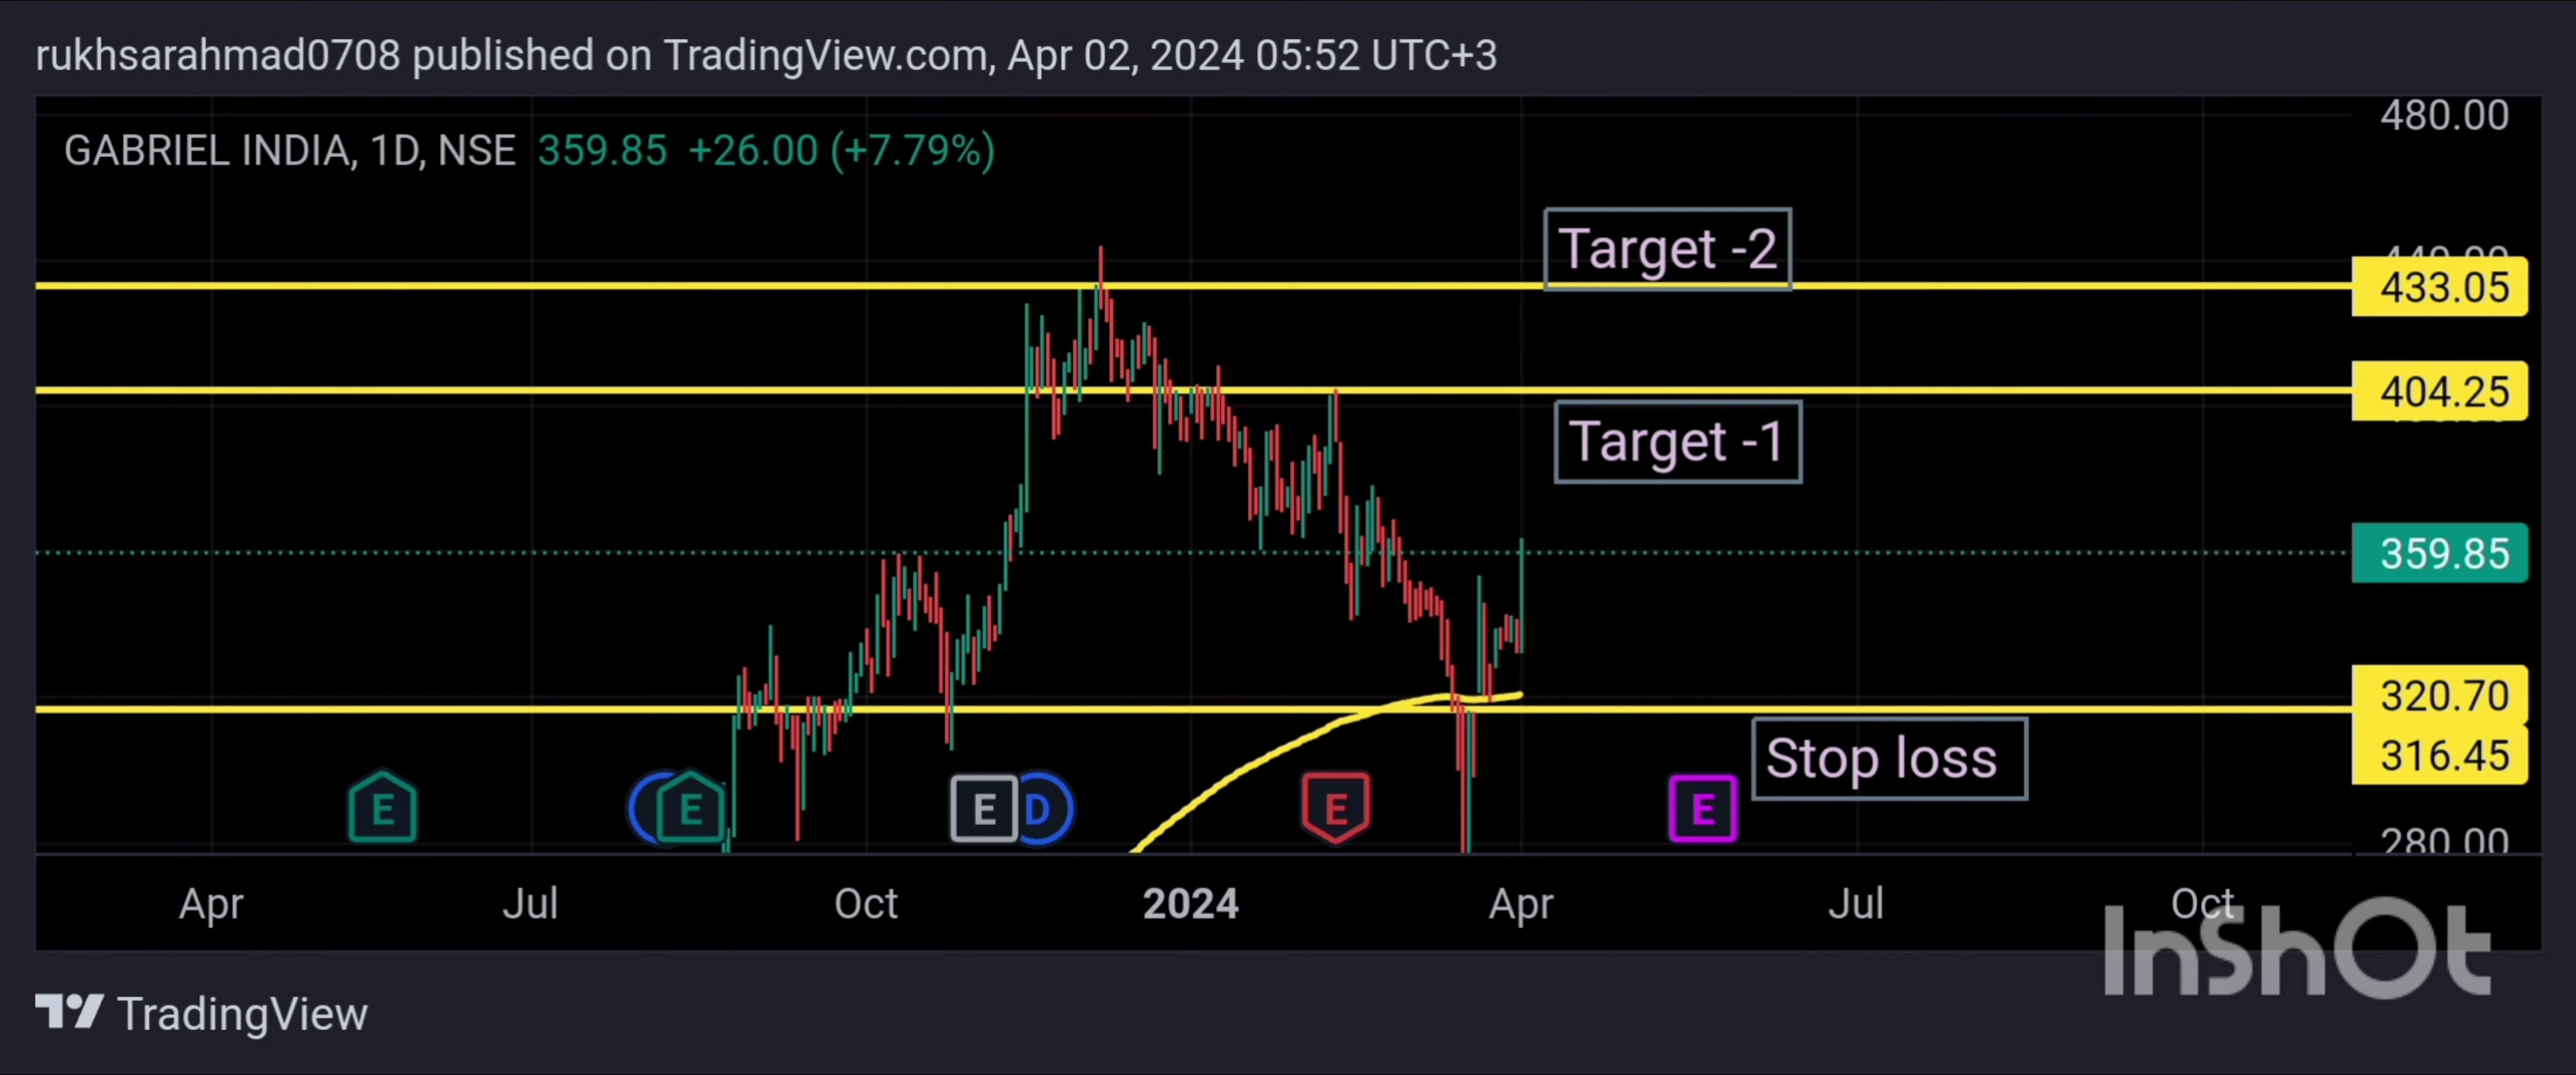 rukhsarahmad0708 published on TradingView.com, Apr 02, 2024 05:52 UTC+3
GABRIEL INDIA, 1D, NSE 359.85 +26.00 (+7.79%)
480.00
Target -2
433.05
404.25
Target -1
359.85
320.70
Stop loss
316.45
E
E
E
D
E
E
280.00
Apr
Jul
Oct
2024
Apr
Jul
Oct
InShOt
TradingView